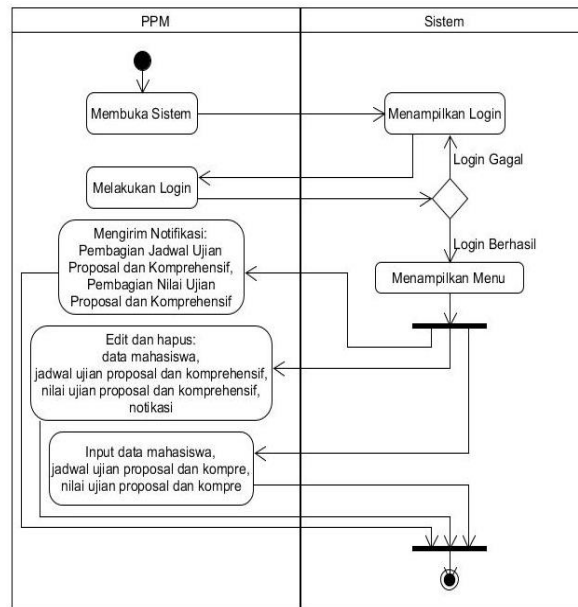 PPM
Sistem
Membuka Sistem
Menampilkan Login
Login Gagal
Melakukan Login
Login Berhasil
Mengirim Notifikasi:
Pembagian Jadwal Ujian
Proposal dan Komprehensif,
Pembagian Nilai Ujian
Proposal dan Komprehensif
Menampilkan Menu
Edit dan hapus:
data mahasiswa,
jadwal ujian proposal dan komprehensif,
nilai ujian proposal dan komprehensif,
notikasi
Input data mahasiswa,
jadwal ujian proposal dan kompre,
nilai ujian proposal dan kompre